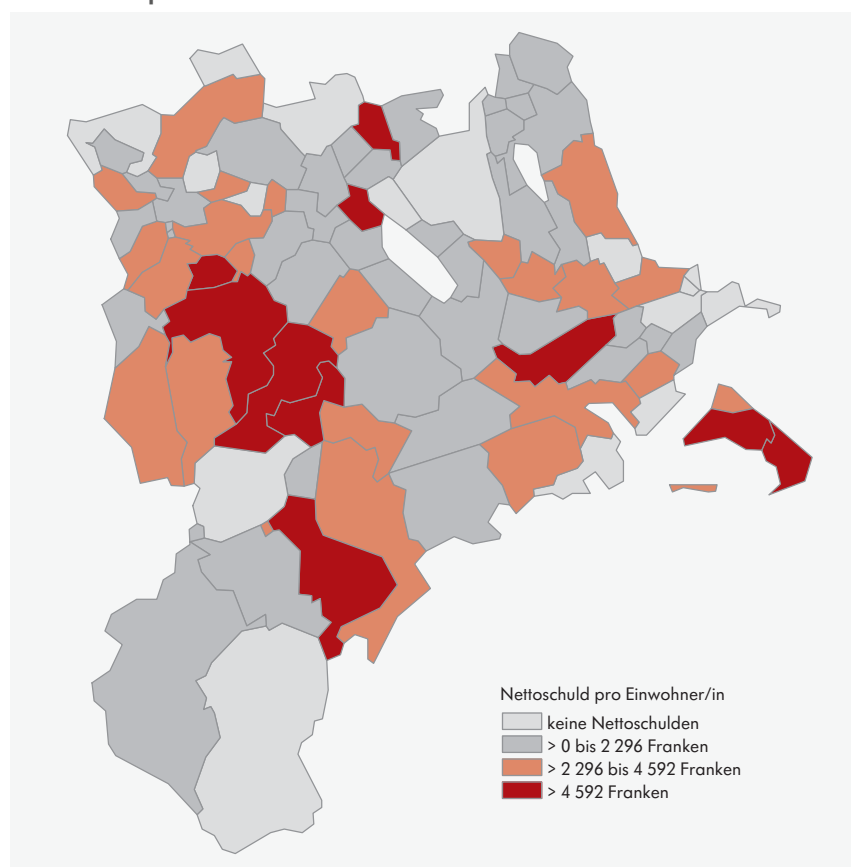 Nettoschuld pro Einwohner/in
keine Nettoschulden
> 0 bis 2 296 Franken
> 2 296 bis 4 592 Franken
> 4 592 Franken